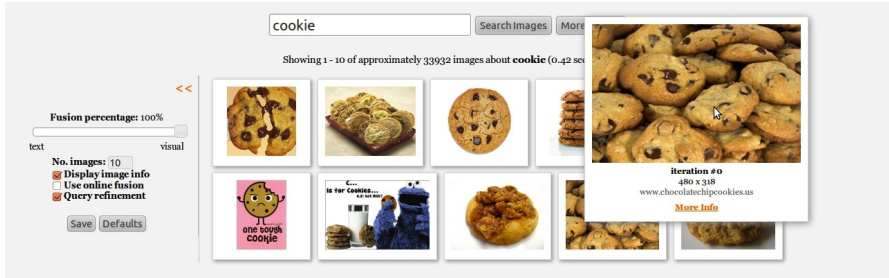 cookie
Search Images
More
Showing 1 - 10 of approximately 33932 images about cookie (0.42 sec
<<
Fusion percentage: 100%
text
visual
No. images: 10
Display image info
Use online fusion
Query refinement
Save
Defaults
iteration #0
480 x 318
www.chocolatechipcookies.us
More Info
one tough
cookie
C...
is for Cookies...